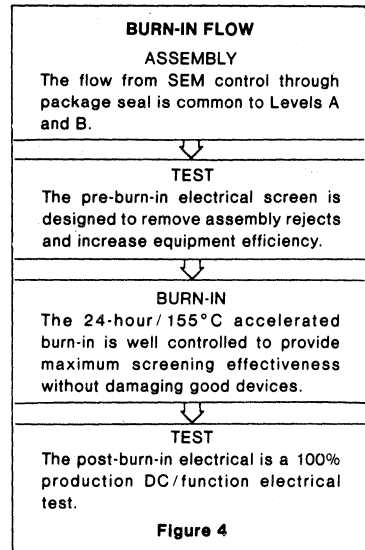 BURN-IN FLOW
ASSEMBLY
The flow from SEM control through
package seal is common to Levels A
and B.
TEST
The pre-burn-in electrical screen is
designed to remove assembly rejects
and increase equipment efficiency.
BURN-IN
The 24-hour/155°C accelerated
burn-in is well controlled to provide
maximum screening effectiveness
without damaging good devices.
TEST
The post-burn-in electrical is a 100%
production DC/function electrical
test.
Figure 4